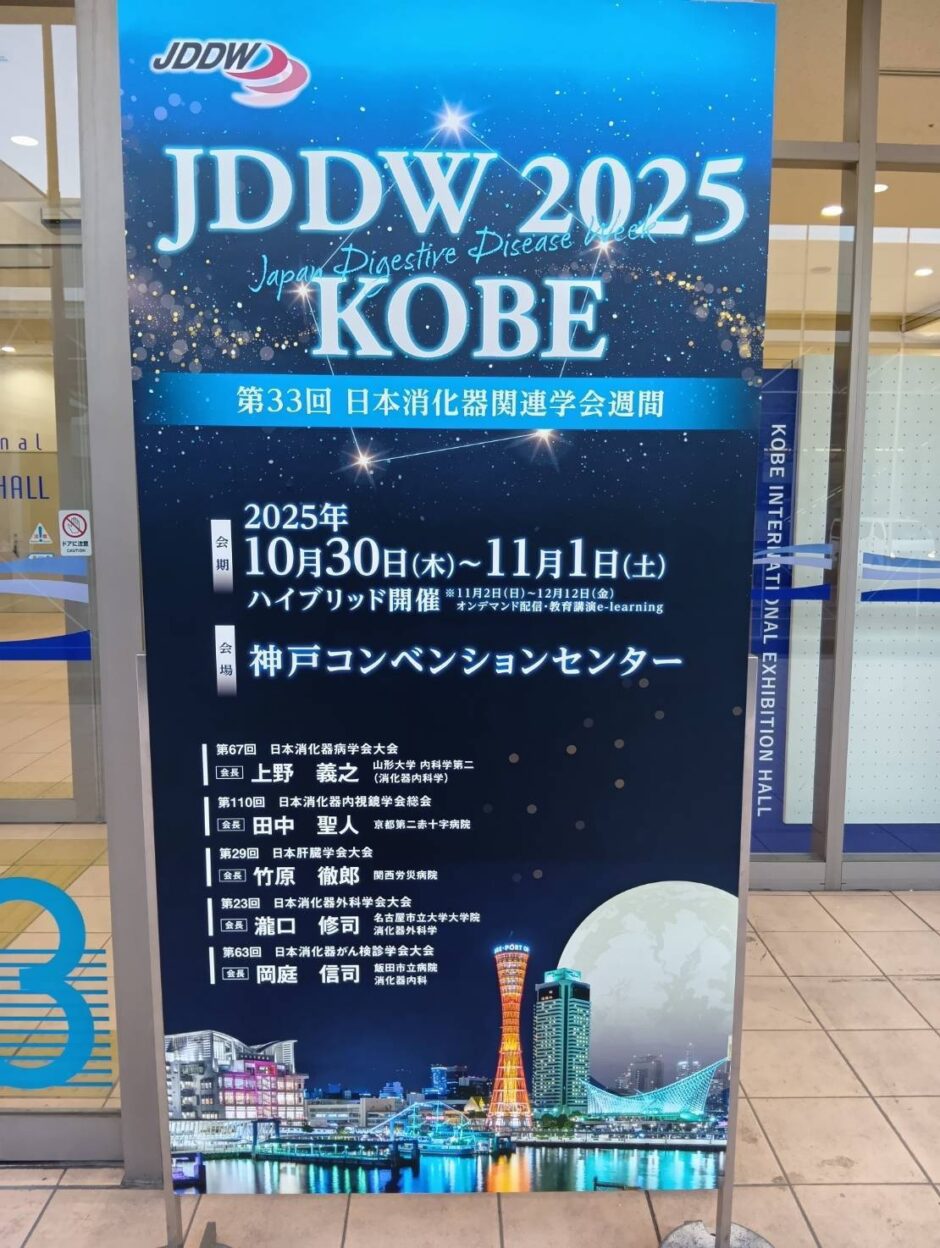 JDDW
JDDW 2025
Japan Digestive Disease Week
KOBE
第33回 日本消化器関連学会週間
会期
2025年
10月30日(木)~11月1日(土)
ハイブリッド開催 ※11月2日(日)~12月12日(金)
オンデマンド配信・教育講演e-learning
会場
神戸コンベンションセンター
第67回 日本消化器病学会大会
会長 上野 義之 山形大学 内科学第二
(消化器内科学)
第110回 日本消化器内視鏡学会総会
会長 田中 聖人 京都第二赤十字病院
第29回 日本肝臓学会大会
会長 竹原 徹郎 関西労災病院
第23回 日本消化器外科学会大会
会長 瀧口 修司 名古屋市立大学大学院
消化器外科学
第63回 日本消化器がん検診学会大会
会長 岡庭 信司 飯田市立病院
消化器内科
KOBE INTERNATIONAL EXHIBITION HALL
nal
HALL
ドアに注意
CAUTION
3